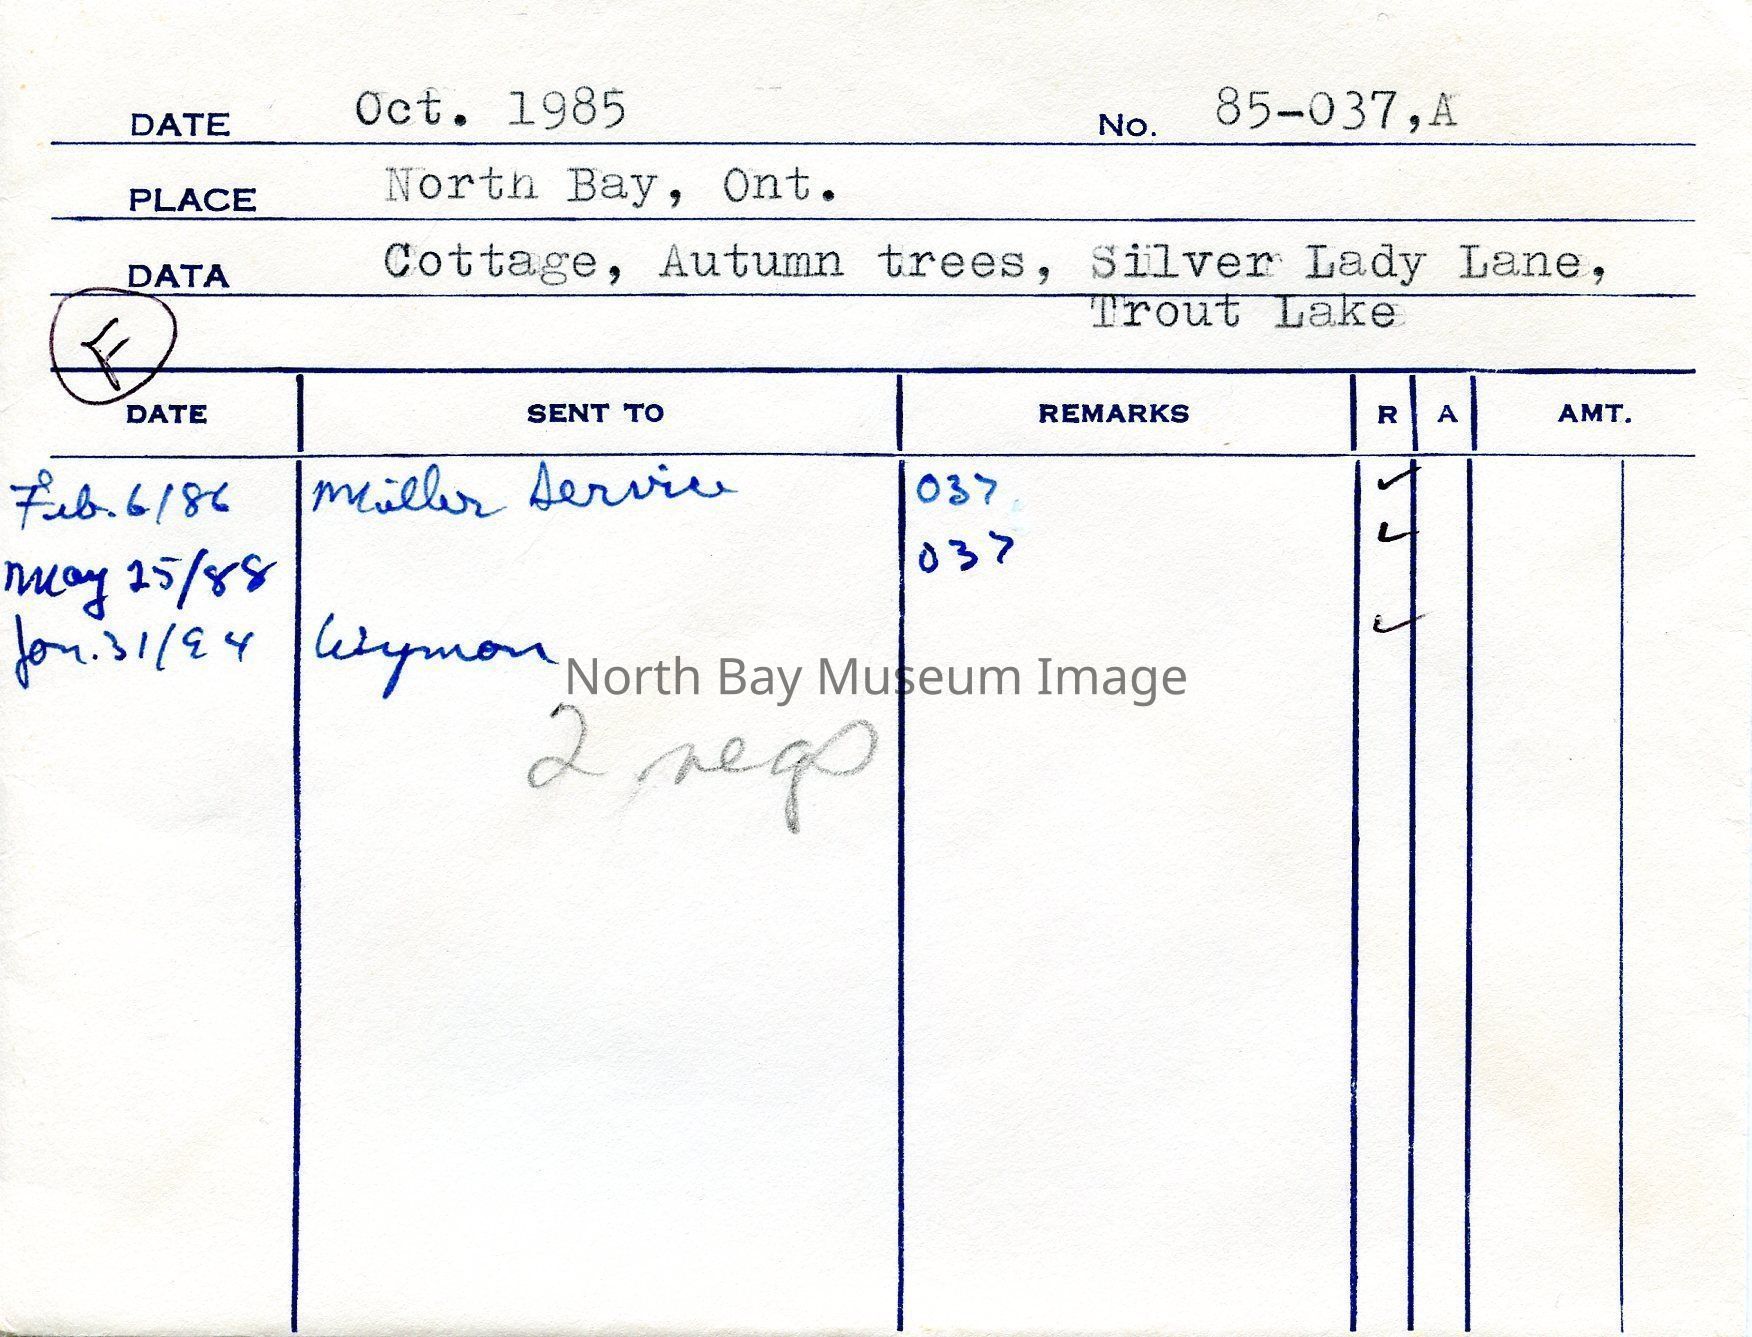 DATE Oct. 1985 No. 85-037,A
PLACE North Bay, Ont.
DATA Cottage, Autumn trees, Silver Lady Lane,
Trout Lake
F
DATE SENT TO REMARKS R A AMT.
Feb. 6/86 Miller Service 037 ✓
May 25/88 037 ✓
Jan. 31/94 Wyman ✓
North Bay Museum Image
2 negs